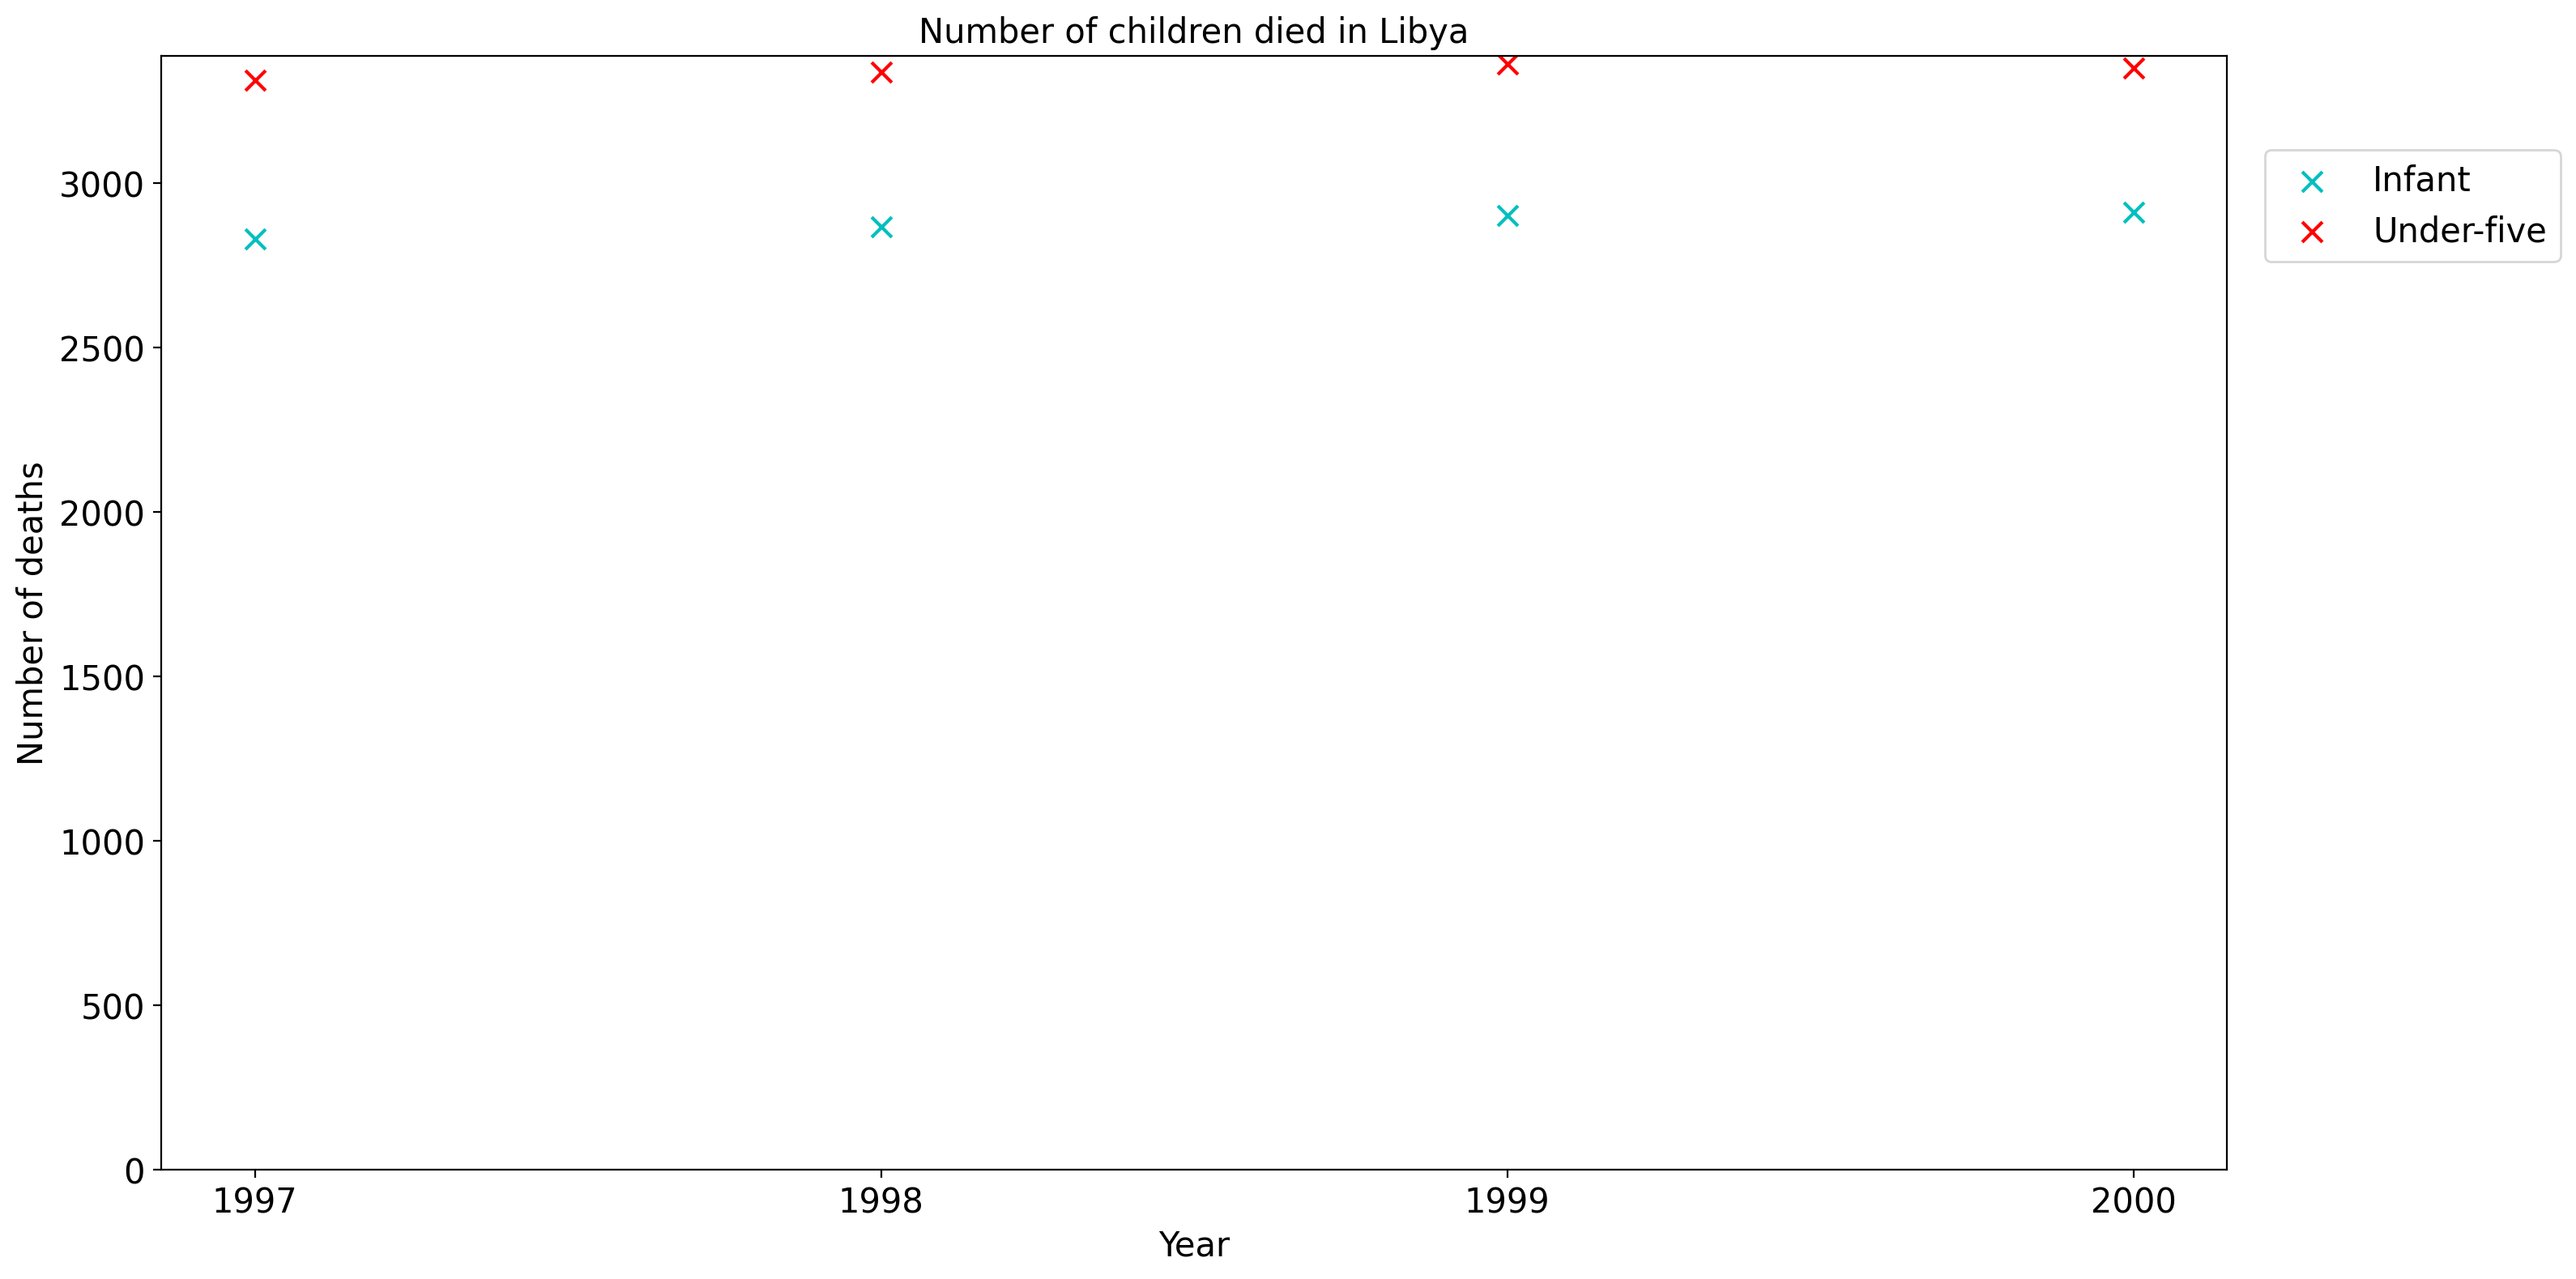 Number of children died in Libya
Infant
Under-five
3000
2500
2000
1500
1000
500
0
Number of deaths
1997 1998 1999 2000
Year